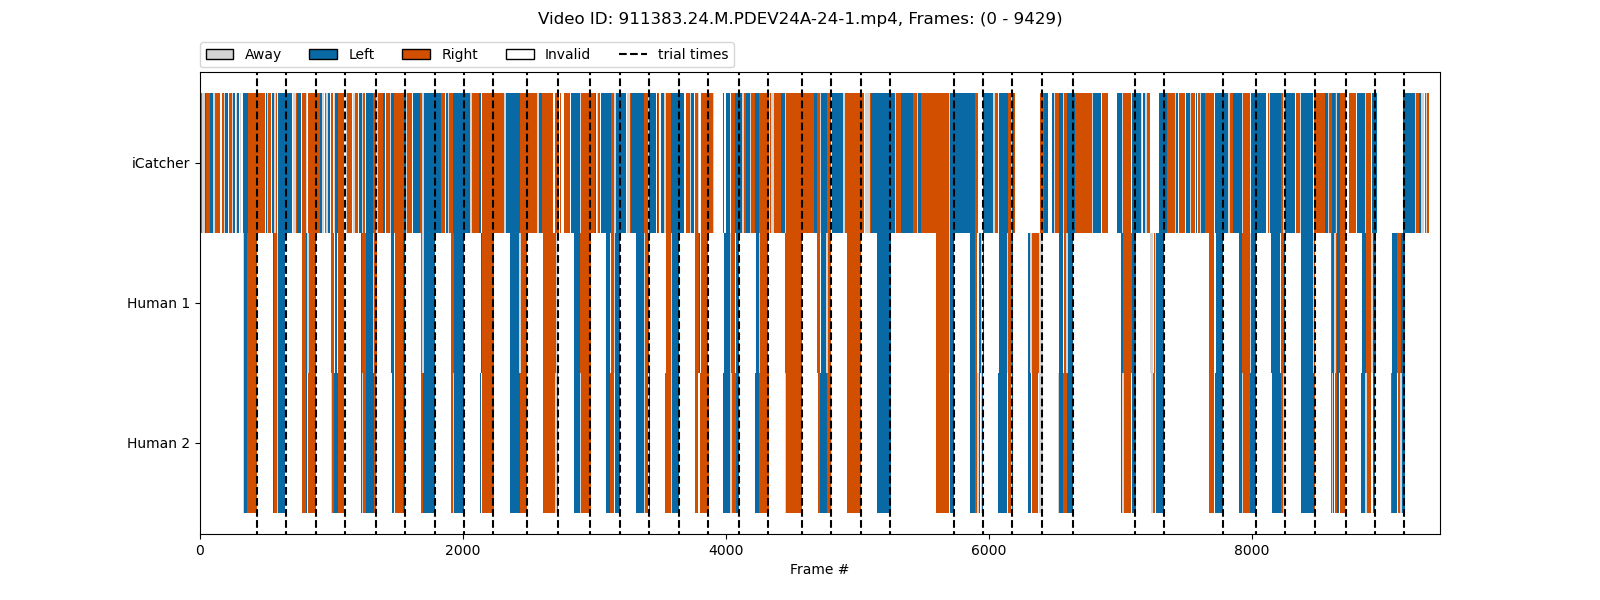 Video ID: 911383.24.M.PDEV24A-24-1.mp4, Frames: (0 - 9429)
Away Left Right Invalid trial times
iCatcher
Human 1
Human 2
0 2000 4000 6000 8000
Frame #